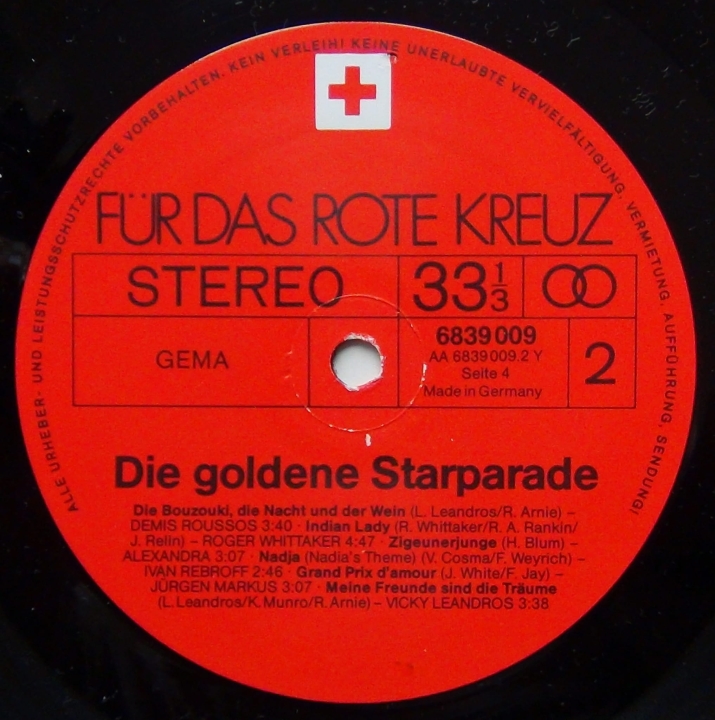 ALLE URHEBER- UND LEISTUNGSSCHUTZRECHTE VORBEHALTEN. KEIN VERLEIH! KEINE UNERLAUBTE VERVIELFÄLTIGUNG, VERMIETUNG, AUFFÜHRUNG, SENDUNG!
FÜR DAS ROTE KREUZ
STEREO 33 1/3
GEMA
6839 009
AA 6839 009.2 Y
Seite 4
Made in Germany
2
Die goldene Starparade
Die Bouzouki, die Nacht und der Wein (L. Leandros/R. Arnie) –
DEMIS ROUSSOS 3:40 · Indian Lady (R. Whittaker/R. A. Rankin/
J. Relin) – ROGER WHITTAKER 4:47 · Zigeunerjunge (H. Blum) –
ALEXANDRA 3:07 · Nadja (Nadia's Theme) (V. Cosma/F. Weyrich) –
IVAN REBROFF 2:46 · Grand Prix d'amour (J. White/F. Jay) –
JÜRGEN MARKUS 3:07 · Meine Freunde sind die Träume
(L. Leandros/K. Munro/R. Arnie) – VICKY LEANDROS 3:38